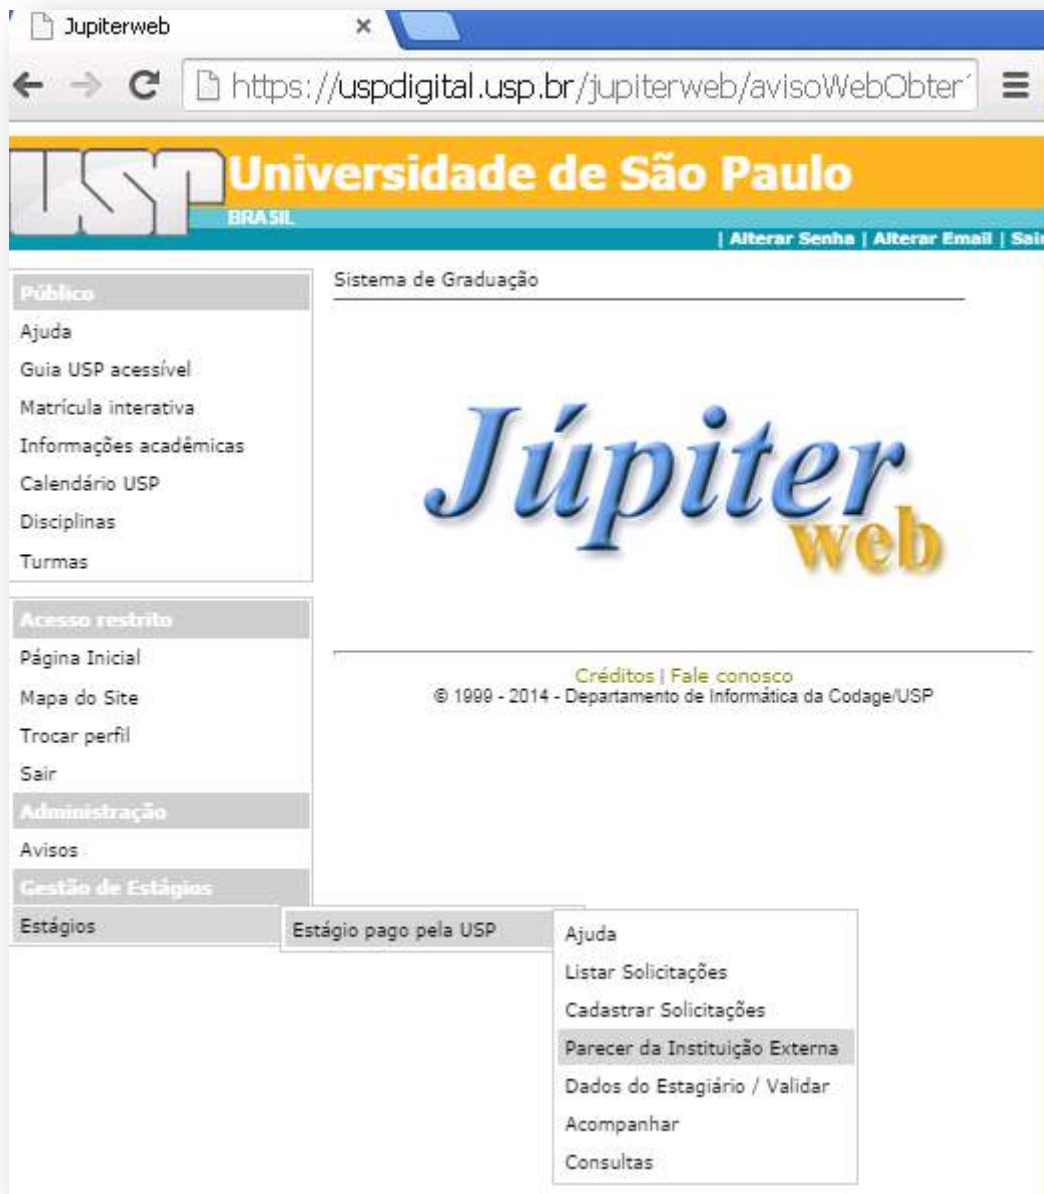 Jupiterweb
https://uspdigital.usp.br/jupiterweb/avisoWebObter
USP
Universidade de São Paulo
BRASIL
| Alterar Senha | Alterar Email | Sair
Público
Ajuda
Guia USP acessível
Matrícula interativa
Informações acadêmicas
Calendário USP
Disciplinas
Turmas
Sistema de Graduação
Júpiter
web
Créditos | Fale conosco
© 1999 - 2014 - Departamento de Informática da Codage/USP
Acesso restrito
Página Inicial
Mapa do Site
Trocar perfil
Sair
Administração
Avisos
Gestão de Estágios
Estágios
Estágio pago pela USP
Ajuda
Listar Solicitações
Cadastrar Solicitações
Parecer da Instituição Externa
Dados do Estagiário / Validar
Acompanhar
Consultas